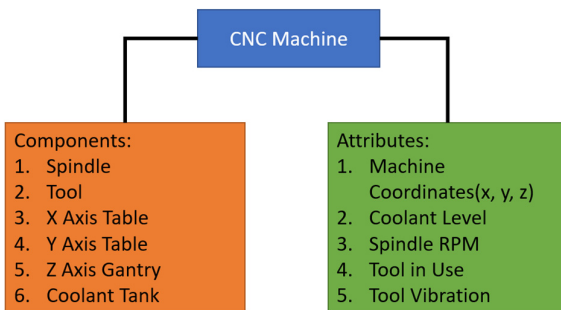 CNC Machine
Components:
1. Spindle
2. Tool
3. X Axis Table
4. Y Axis Table
5. Z Axis Gantry
6. Coolant Tank
Attributes:
1. Machine
Coordinates(x, y, z)
2. Coolant Level
3. Spindle RPM
4. Tool in Use
5. Tool Vibration